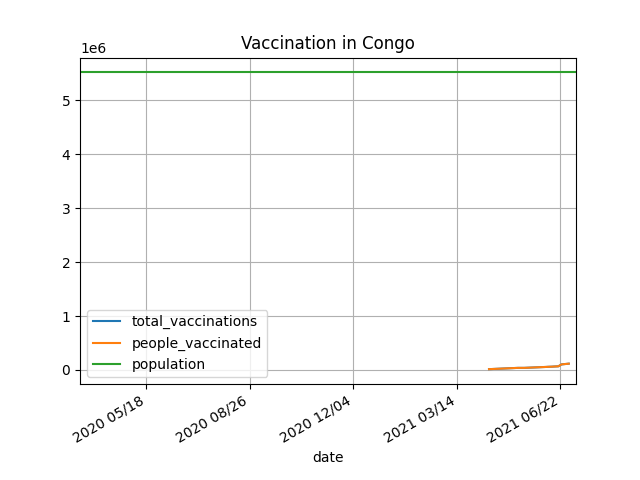 Vaccination in Congo
1e6
5
4
3
2
1
0
total_vaccinations
people_vaccinated
population
2020 05/18
2020 08/26
2020 12/04
2021 03/14
2021 06/22
date